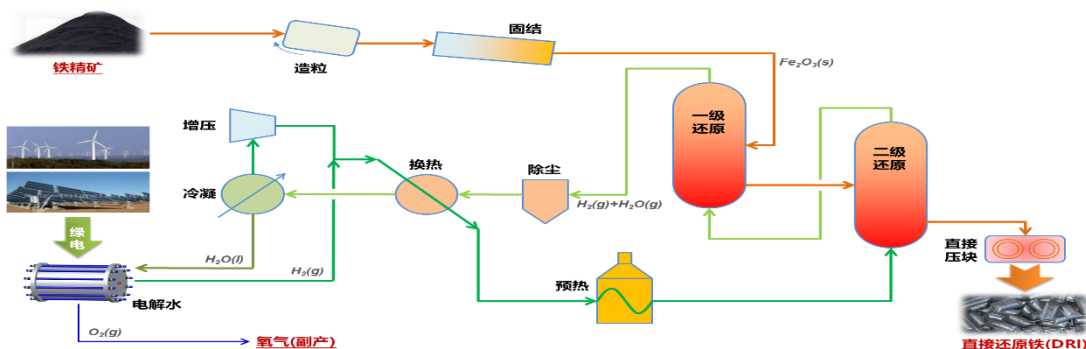 铁精矿
造粒
固结
Fe₂O₃(s)
一级
还原
二级
还原
增压
换热
除尘
冷凝
H₂(g)+H₂O(g)
绿
电
H₂O(l)
H₂(g)
电解水
预热
直接
压块
O₂(g)
氧气(副产)
直接还原铁(DRI)